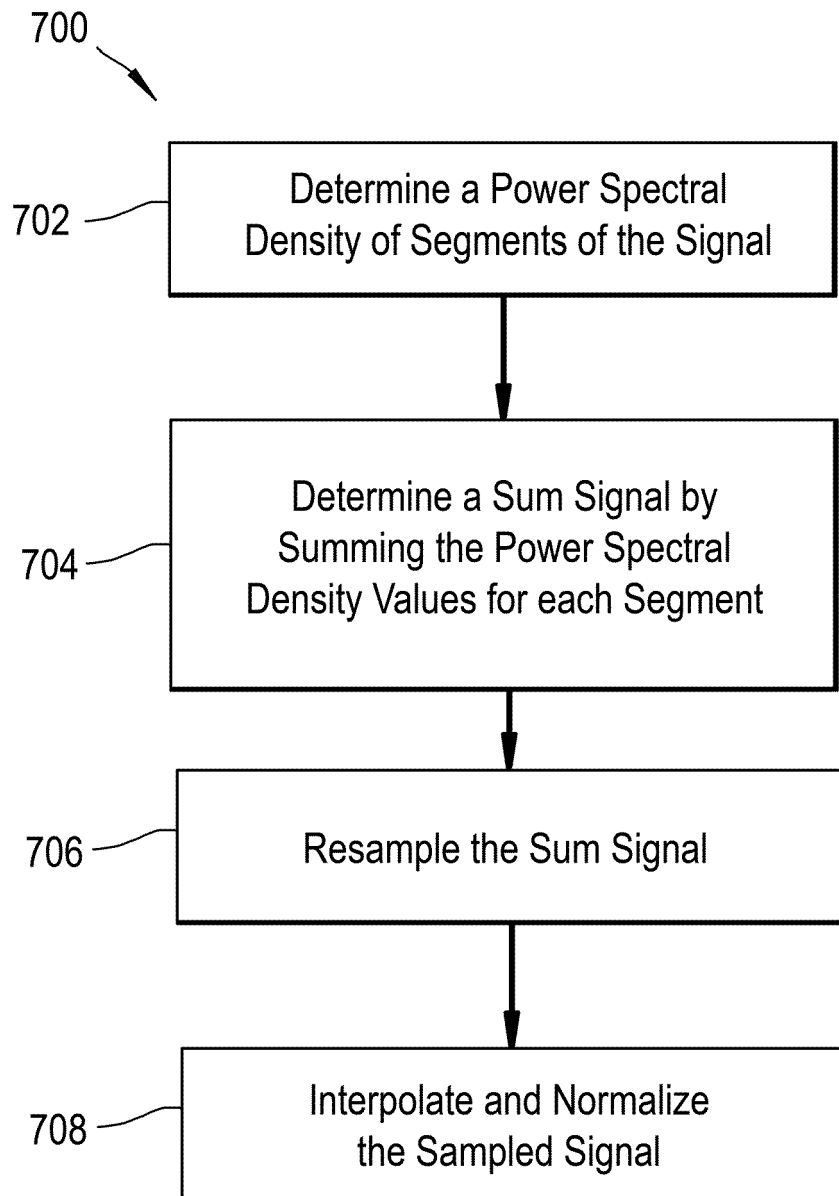 700
702
Determine a Power Spectral
Density of Segments of the Signal
704
Determine a Sum Signal by
Summing the Power Spectral
Density Values for each Segment
706
Resample the Sum Signal
708
Interpolate and Normalize
the Sampled Signal